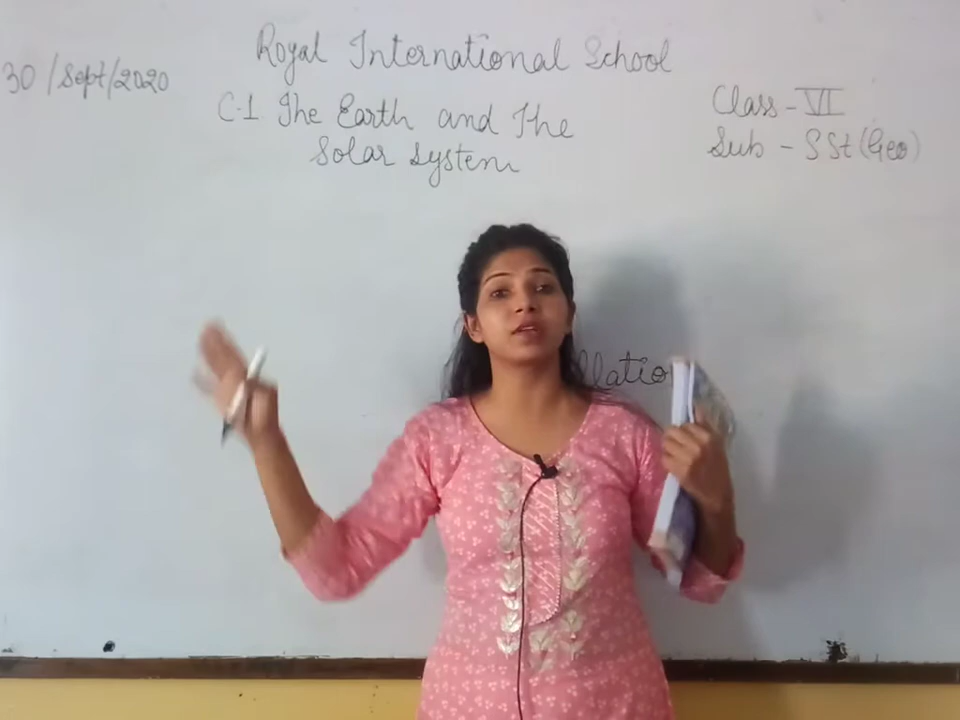 Royal International School
30/Sept/2020
C-1 The Earth and The
Solar System
Class - VI
Sub - SSt (Geo)